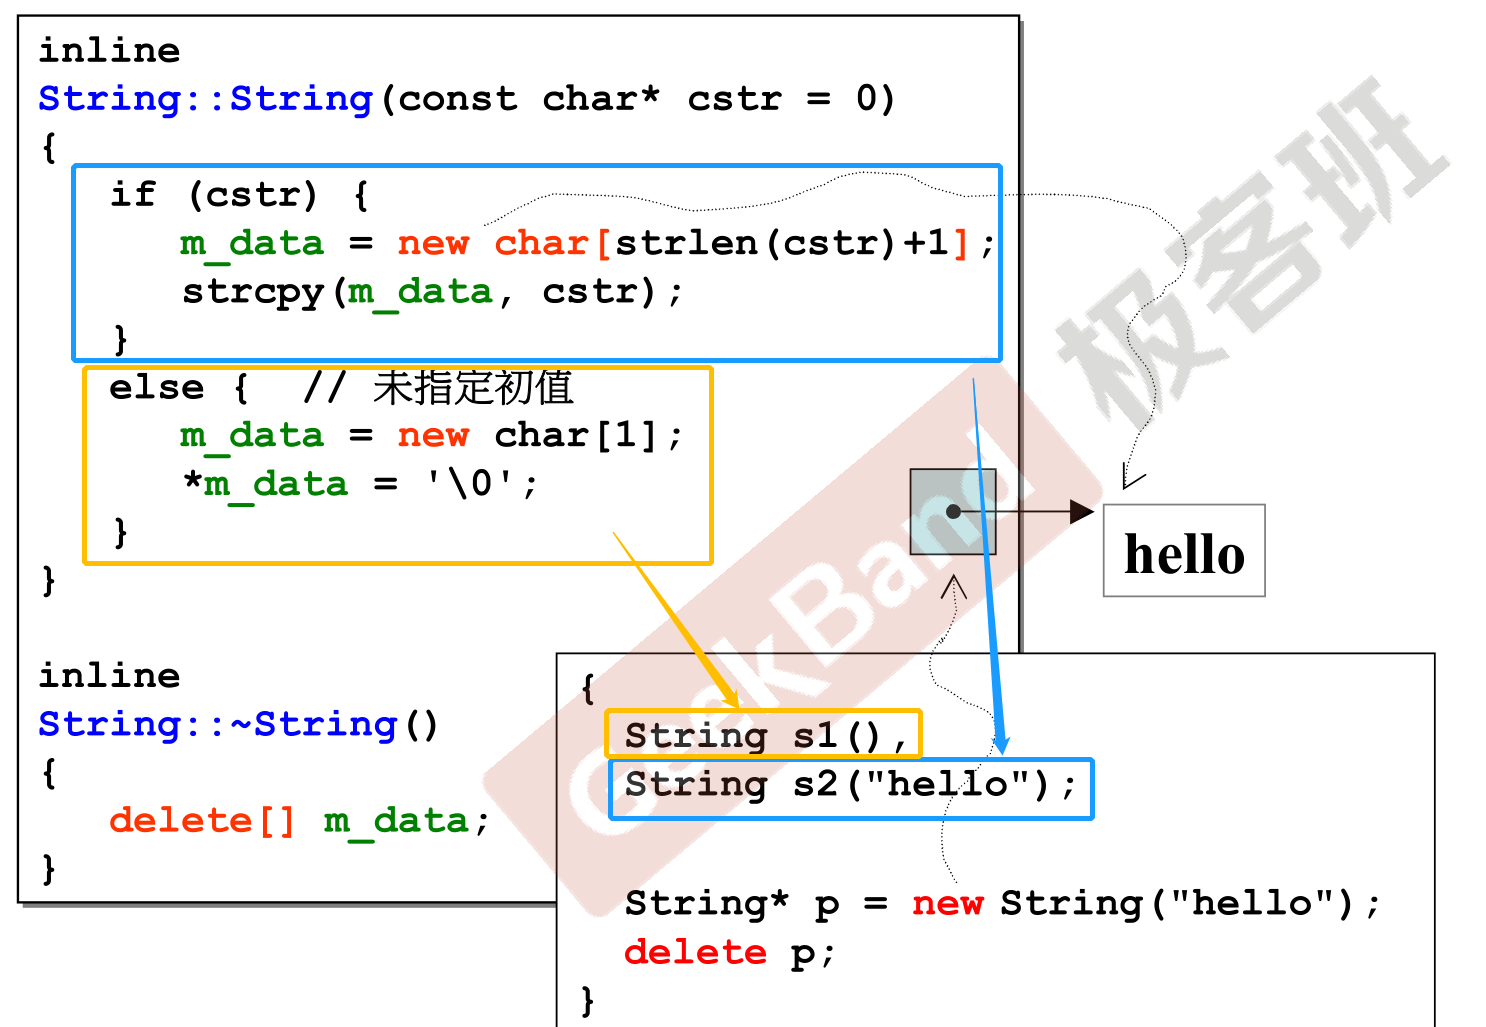 inline
String::String(const char* cstr = 0)
{
if (cstr) {
m_data = new char[strlen(cstr)+1];
strcpy(m_data, cstr);
}
else { // 未指定初值
m_data = new char[1];
*m_data = '\0';
}
}
inline
String::~String()
{
delete[] m_data;
}
hello
{
String s1(),
String s2("hello");
String* p = new String("hello");
delete p;
}
GeekBand
极客班